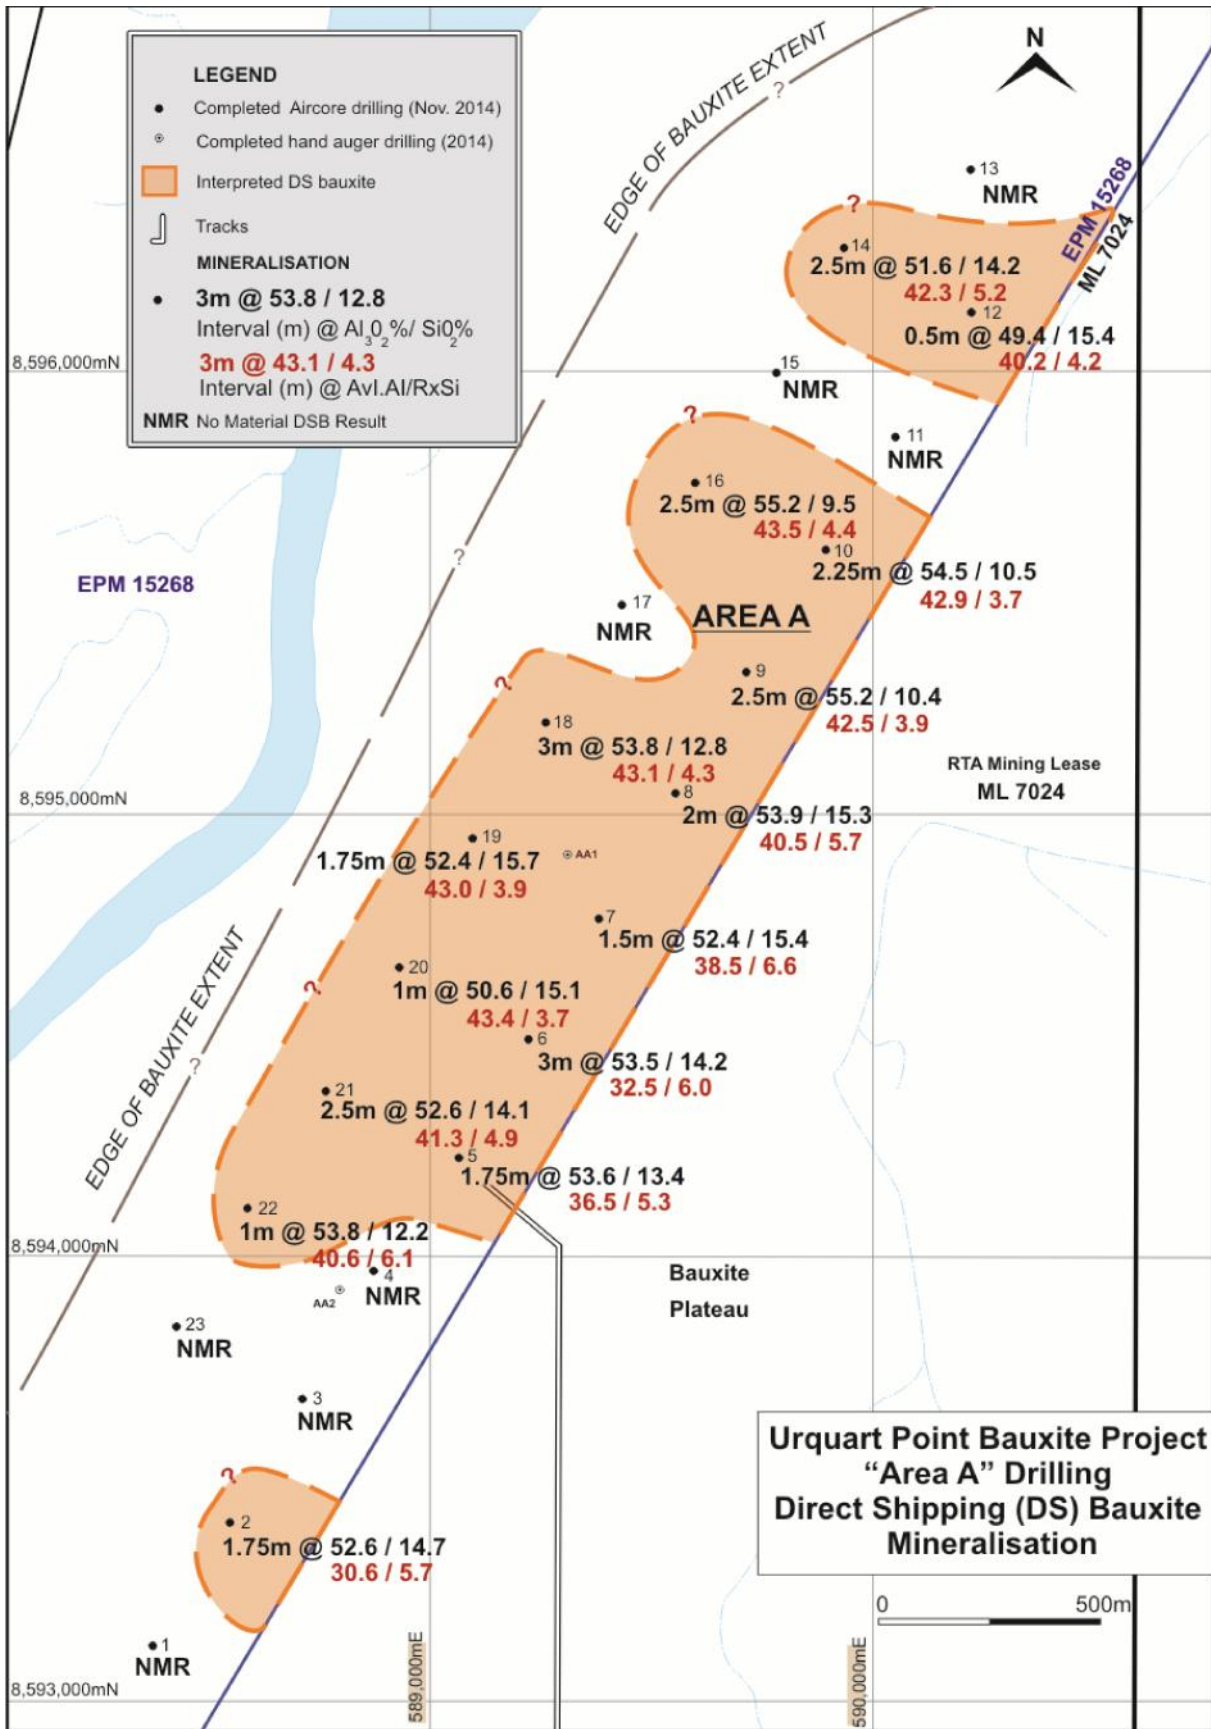 LEGEND
Completed Aircore drilling (Nov. 2014)
Completed hand auger drilling (2014)
Interpreted DS bauxite
Tracks
MINERALISATION
3m @ 53.8 / 12.8
Interval (m) @ Al₃0₂%/ Si0₂%
3m @ 43.1 / 4.3
Interval (m) @ Avl.Al/RxSi
NMR No Material DSB Result
EDGE OF BAUXITE EXTENT
?
N
13
NMR
EPM 15268
ML 7024
?
14
2.5m @ 51.6 / 14.2
42.3 / 5.2
12
0.5m @ 49.4 / 15.4
40.2 / 4.2
8,596,000mN
15
NMR
11
NMR
?
16
2.5m @ 55.2 / 9.5
43.5 / 4.4
10
2.25m @ 54.5 / 10.5
42.9 / 3.7
?
EPM 15268
17
NMR
AREA A
9
2.5m @ 55.2 / 10.4
42.5 / 3.9
?
18
3m @ 53.8 / 12.8
43.1 / 4.3
RTA Mining Lease
ML 7024
8,595,000mN
8
2m @ 53.9 / 15.3
40.5 / 5.7
19
1.75m @ 52.4 / 15.7
43.0 / 3.9
AA1
7
1.5m @ 52.4 / 15.4
38.5 / 6.6
20
1m @ 50.6 / 15.1
43.4 / 3.7
?
6
3m @ 53.5 / 14.2
32.5 / 6.0
EDGE OF BAUXITE EXTENT
?
21
2.5m @ 52.6 / 14.1
41.3 / 4.9
5
1.75m @ 53.6 / 13.4
36.5 / 5.3
22
1m @ 53.8 / 12.2
40.6 / 6.1
8,594,000mN
4
NMR
AA2
Bauxite
Plateau
23
NMR
3
NMR
?
2
1.75m @ 52.6 / 14.7
30.6 / 5.7
1
NMR
8,593,000mN
589,000mE
590,000mE
Urquart Point Bauxite Project
“Area A” Drilling
Direct Shipping (DS) Bauxite
Mineralisation
0 500m